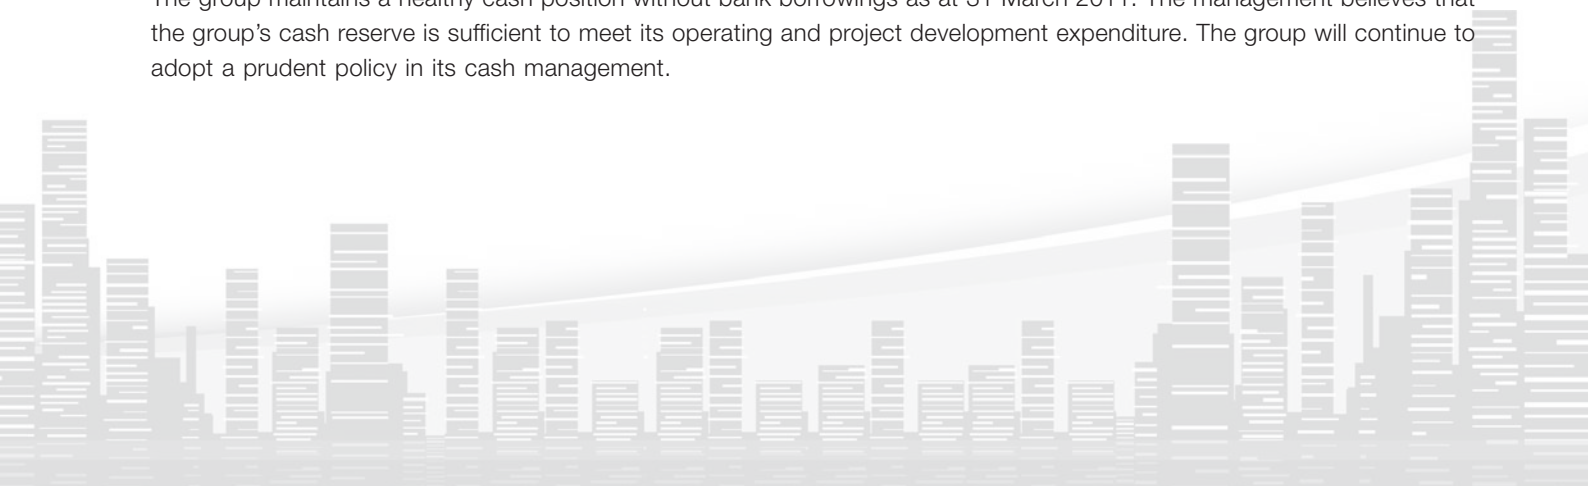 The group maintains a healthy cash position without bank borrowings as at 31 March 2011. The management believes that
the group's cash reserve is sufficient to meet its operating and project development expenditure. The group will continue to
adopt a prudent policy in its cash management.